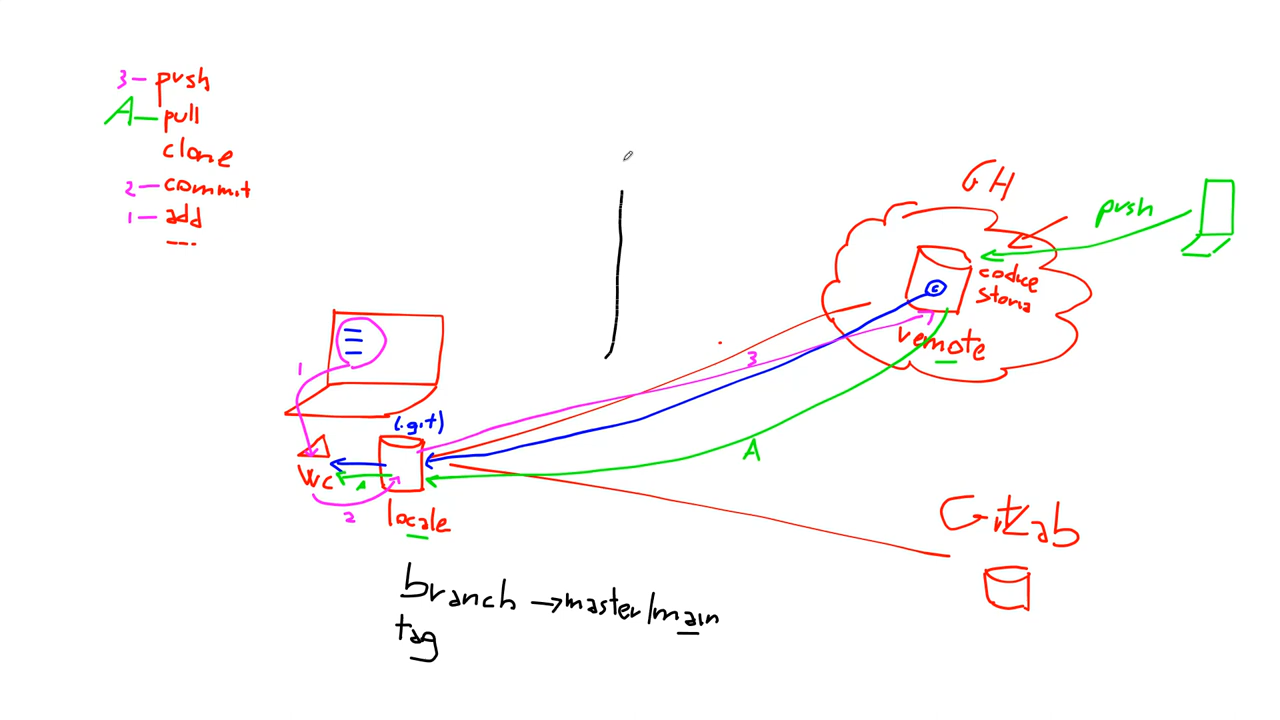 3 — push
A — pull
clone
2 — commit
1 — add
---
GH
push
codice
storia
remote
c
3
1
(.git)
A
WC
A
2
locale
GitLab
branch → master/main
tag